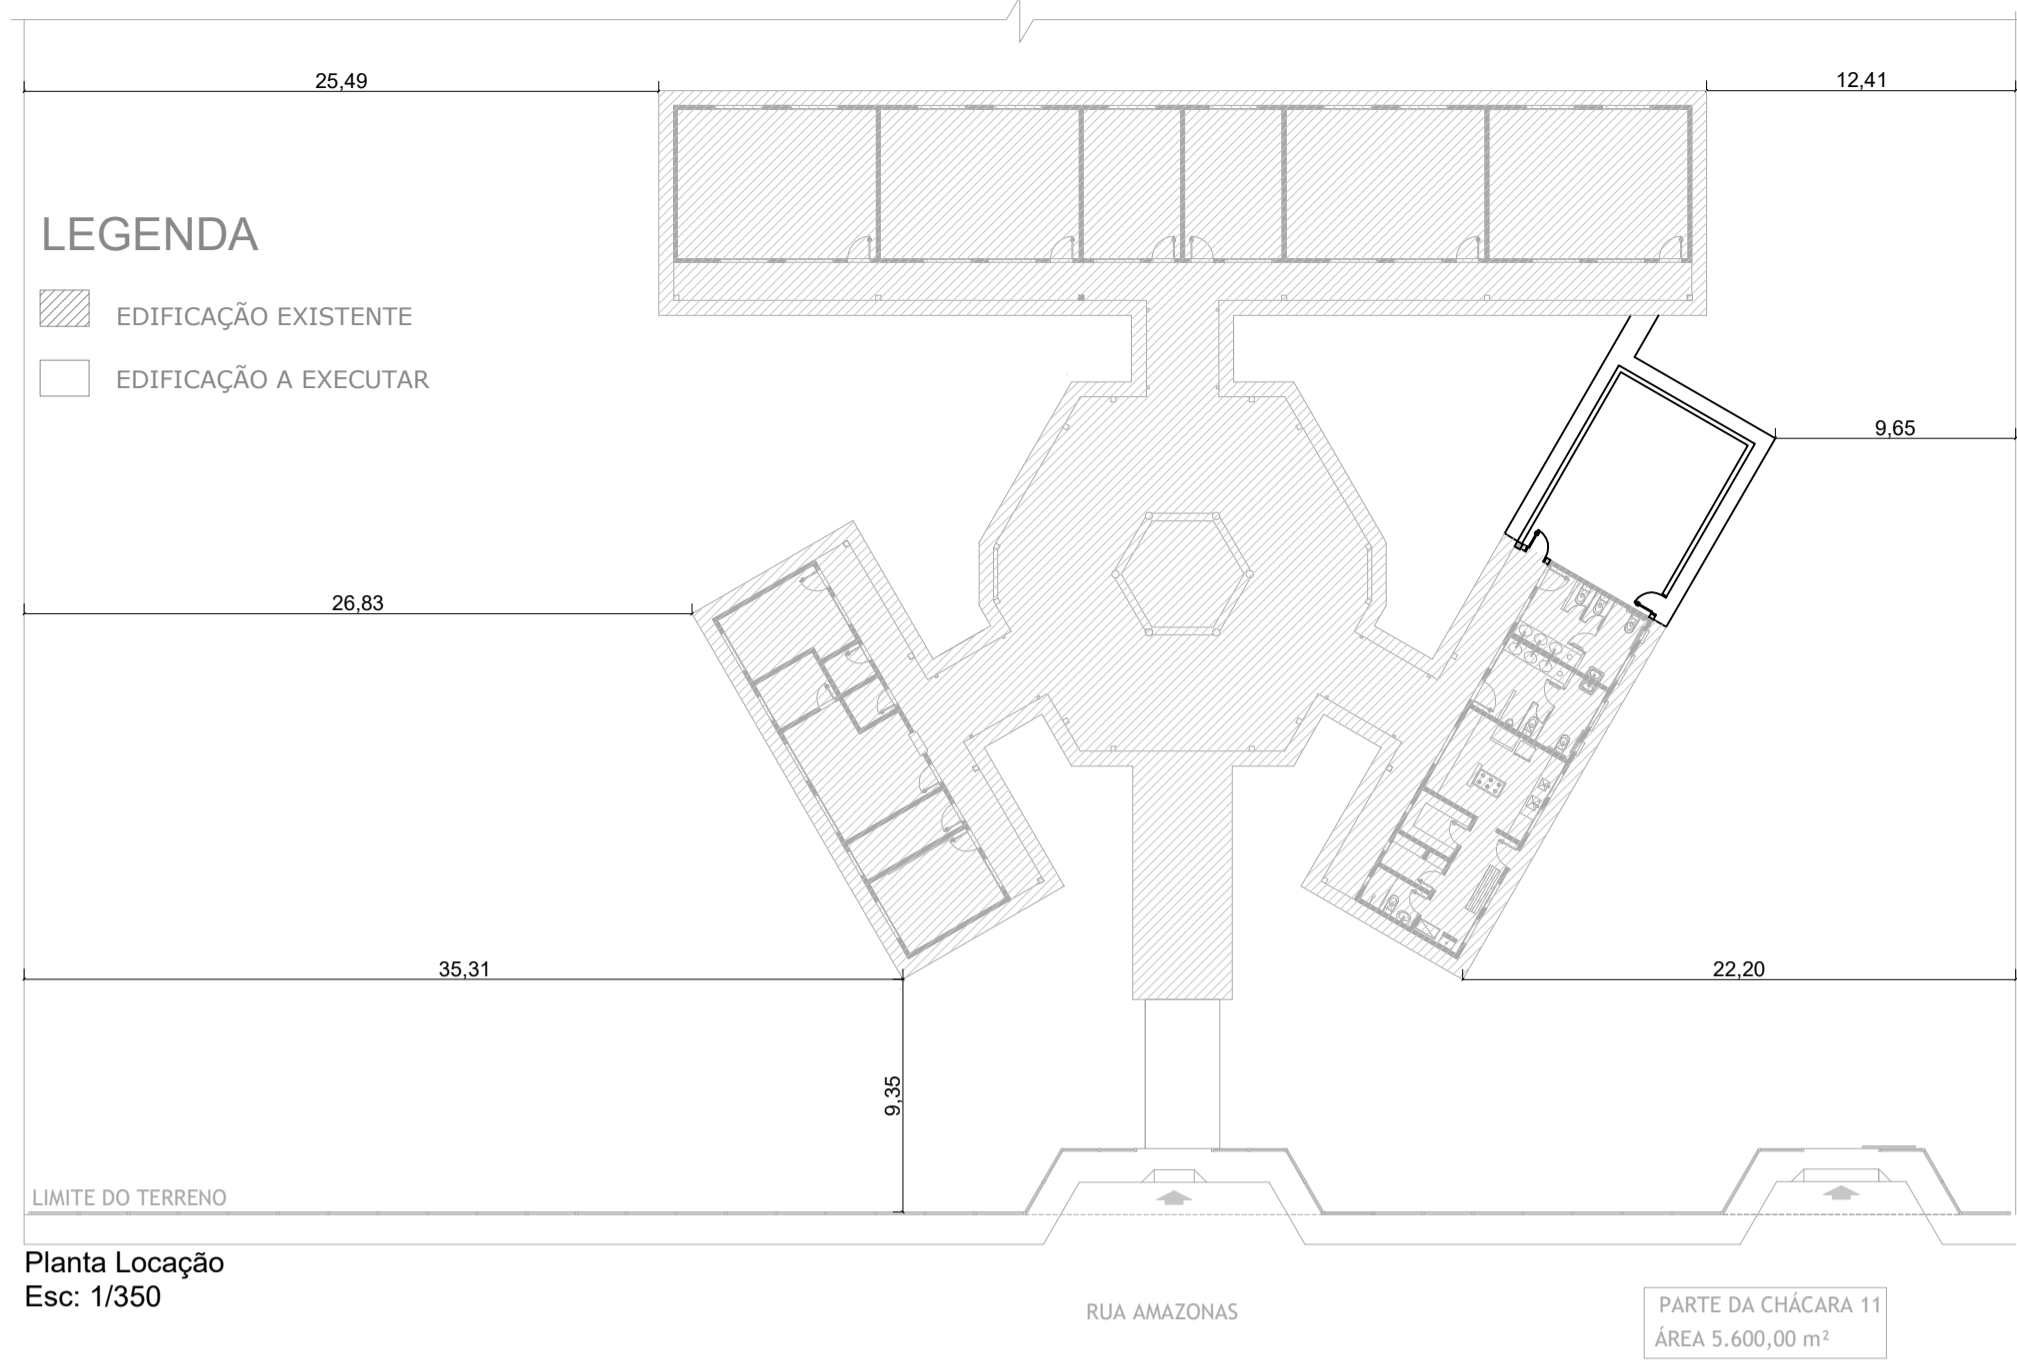 25,49
12,41
LEGENDA
EDIFICAÇÃO EXISTENTE
EDIFICAÇÃO A EXECUTAR
9,65
26,83
35,31
22,20
9,35
LIMITE DO TERRENO
Planta Locação
Esc: 1/350
RUA AMAZONAS
PARTE DA CHÁCARA 11
ÁREA 5.600,00 m²